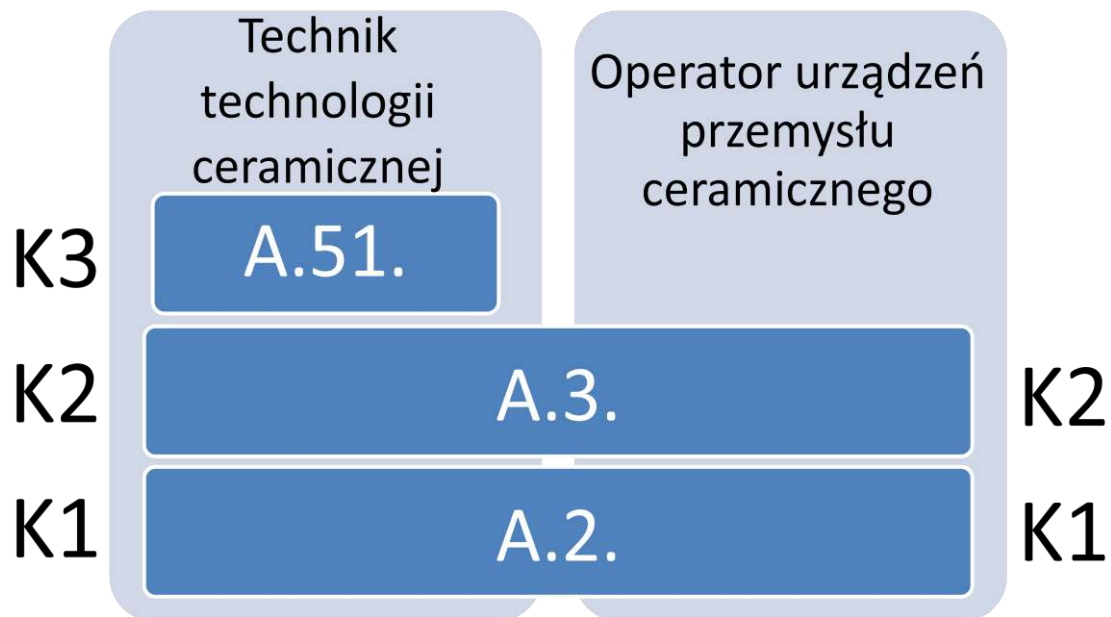 Technik
technologii
ceramicznej
Operator urządzeń
przemysłu
ceramicznego
K3
A.51.
K2
A.3.
K2
K1
A.2.
K1